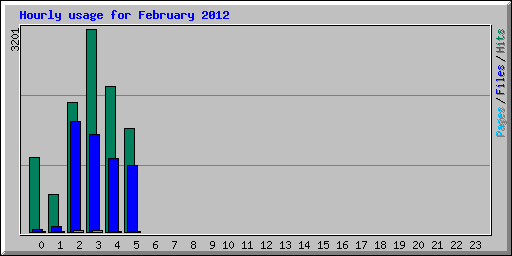 Hourly usage for February 2012
3201
Pages/Files/Hits
0 1 2 3 4 5 6 7 8 9 10 11 12 13 14 15 16 17 18 19 20 21 22 23